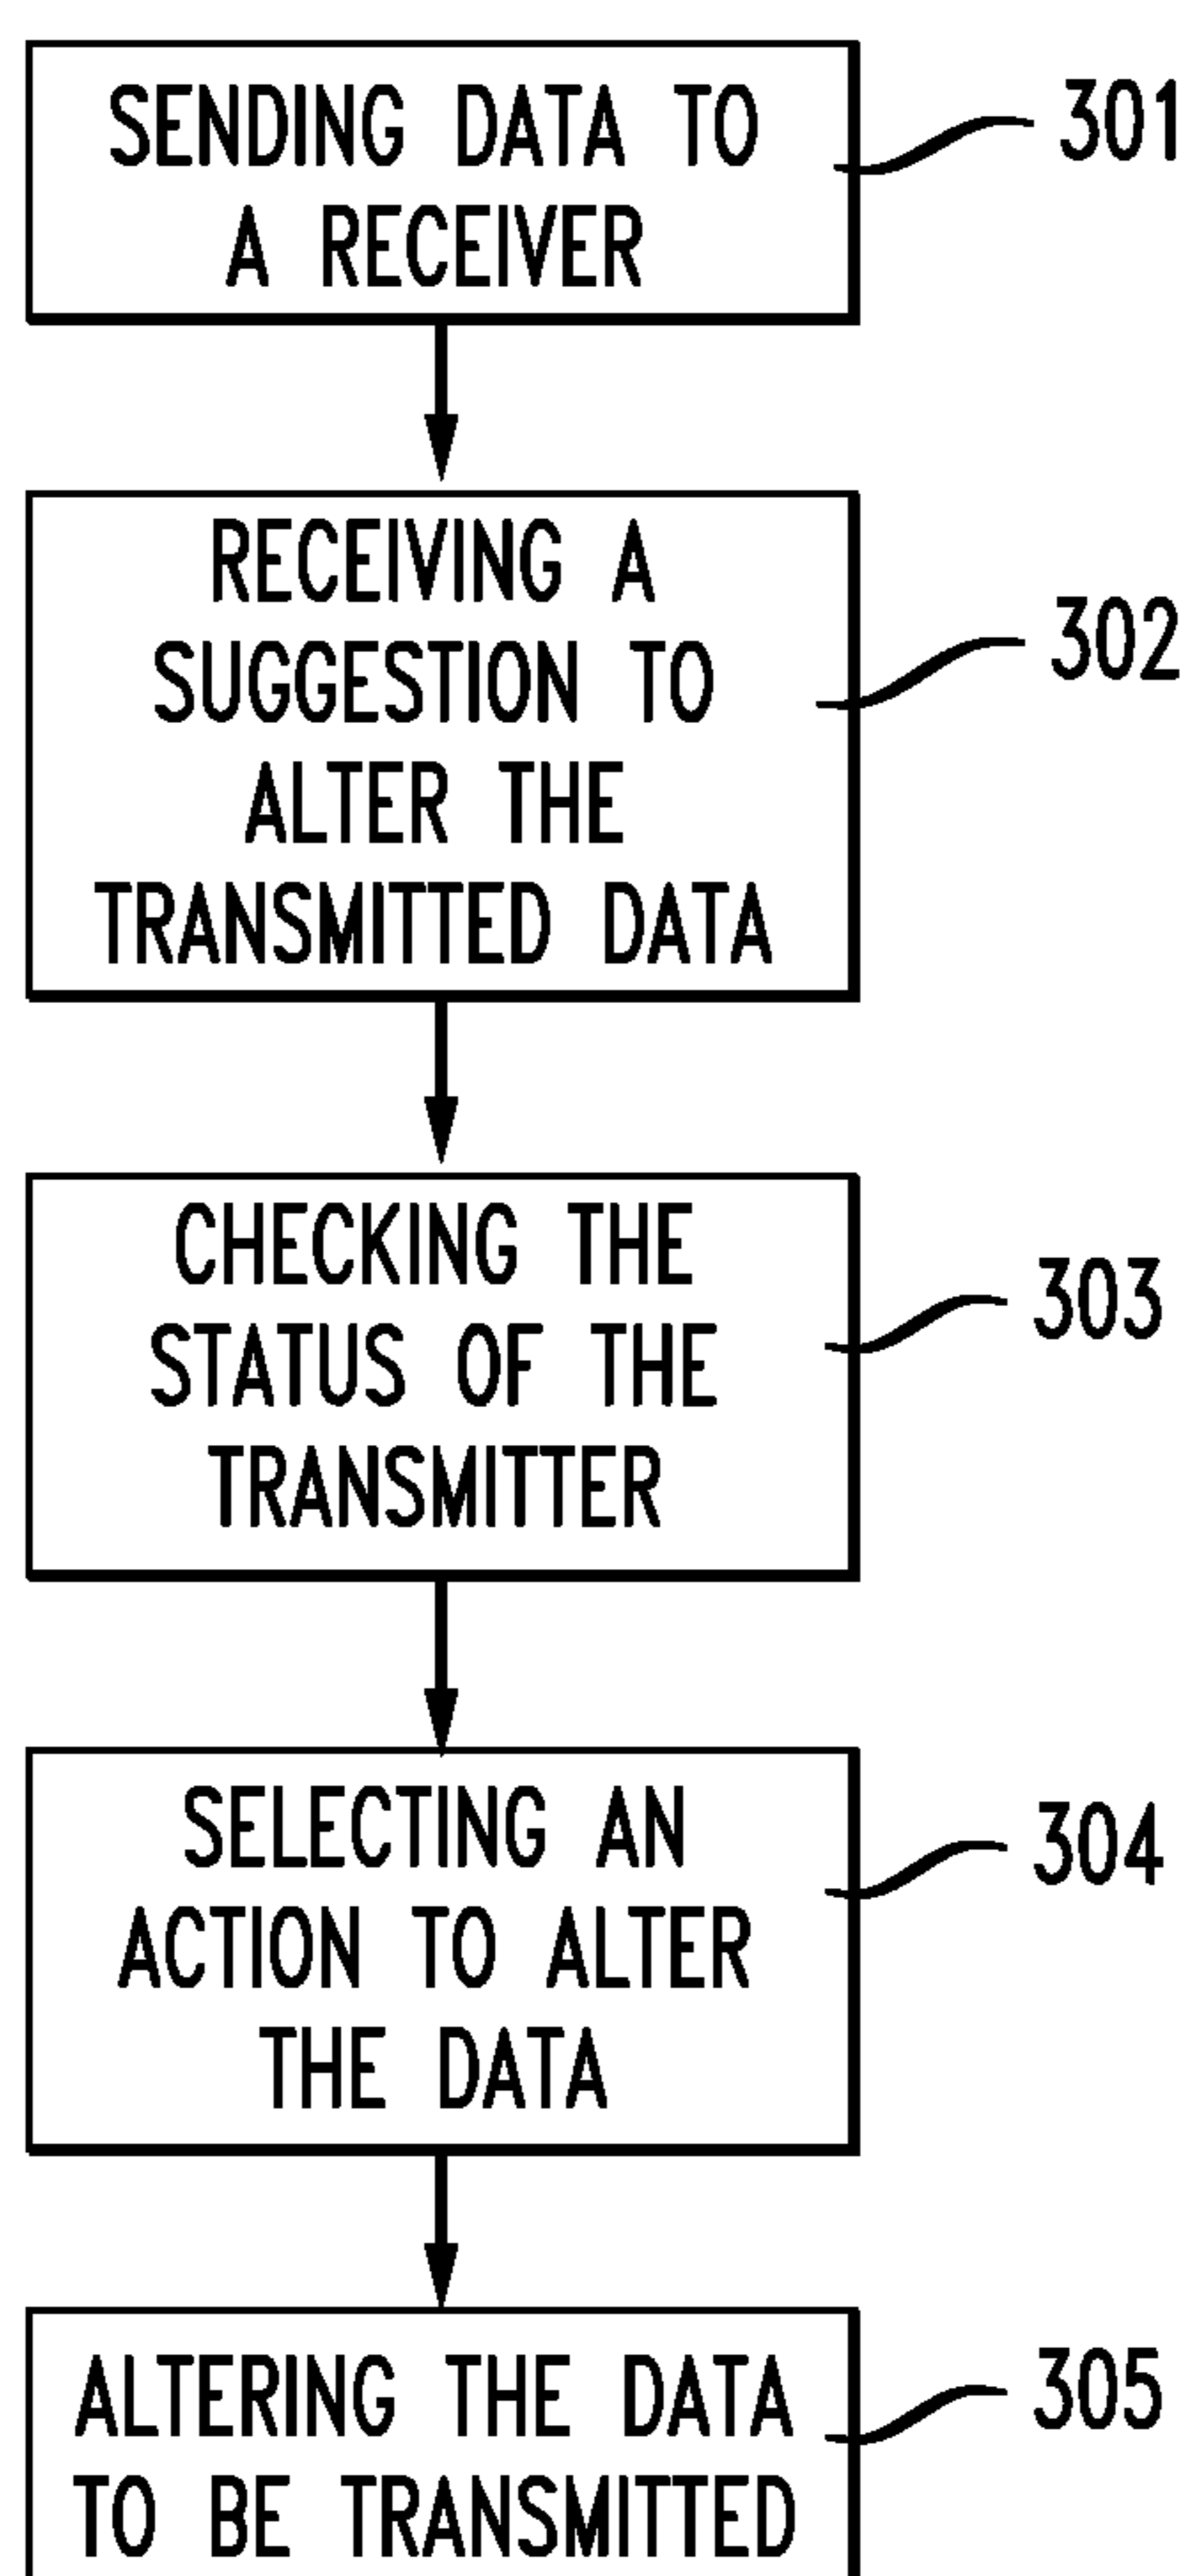 SENDING DATA TO
A RECEIVER
301
RECEIVING A
SUGGESTION TO
ALTER THE
TRANSMITTED DATA
302
CHECKING THE
STATUS OF THE
TRANSMITTER
303
SELECTING AN
ACTION TO ALTER
THE DATA
304
ALTERING THE DATA
TO BE TRANSMITTED
305